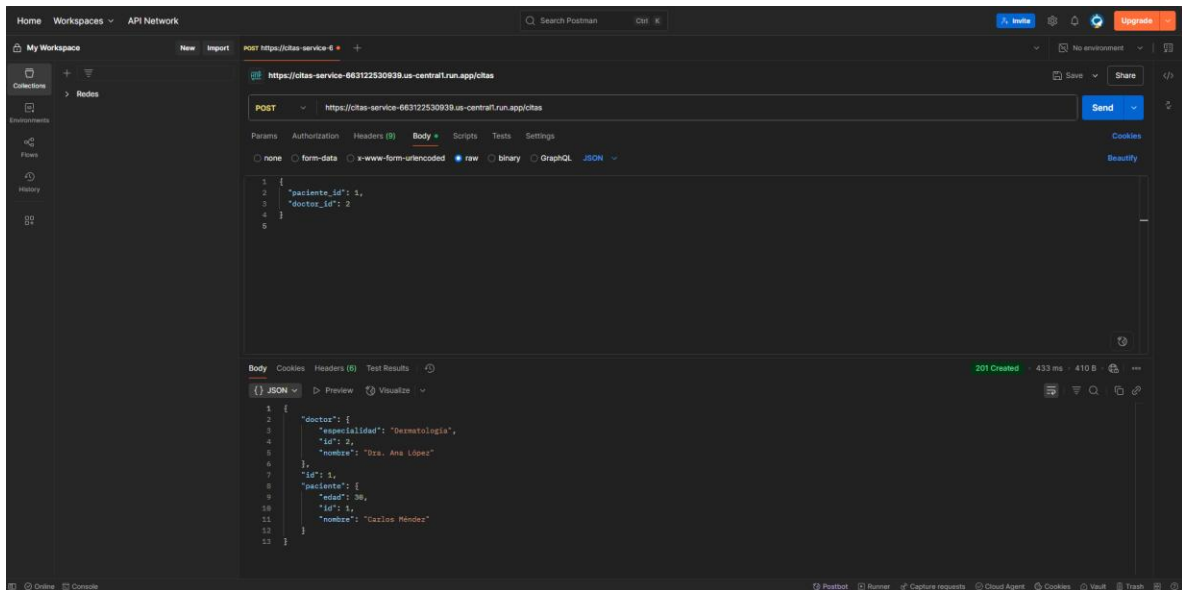 Home Workspaces API Network Search Postman Ctrl K Invite Upgrade
My Workspace New Import POST https://citas-service-6 No environment
Collections
Environments
Flows
History
Redes
https://citas-service-663122530939.us-central1.run.app/citas Save Share
POST https://citas-service-663122530939.us-central1.run.app/citas Send
Params Authorization Headers (9) Body Scripts Tests Settings Cookies
none form-data x-www-form-urlencoded raw binary GraphQL JSON Beautify
1 {
2 "paciente_id": 1,
3 "doctor_id": 2
4 }
5
Body Cookies Headers (6) Test Results 201 Created 433 ms 410 B
{} JSON Preview Visualize
1 {
2 "doctor": {
3 "especialidad": "Dermatología",
4 "id": 2,
5 "nombre": "Dra. Ana López"
6 },
7 "id": 1,
8 "paciente": {
9 "edad": 30,
10 "id": 1,
11 "nombre": "Carlos Méndez"
12 }
13 }
Online Console Postbot Runner Capture requests Cloud Agent Cookies Vault Trash